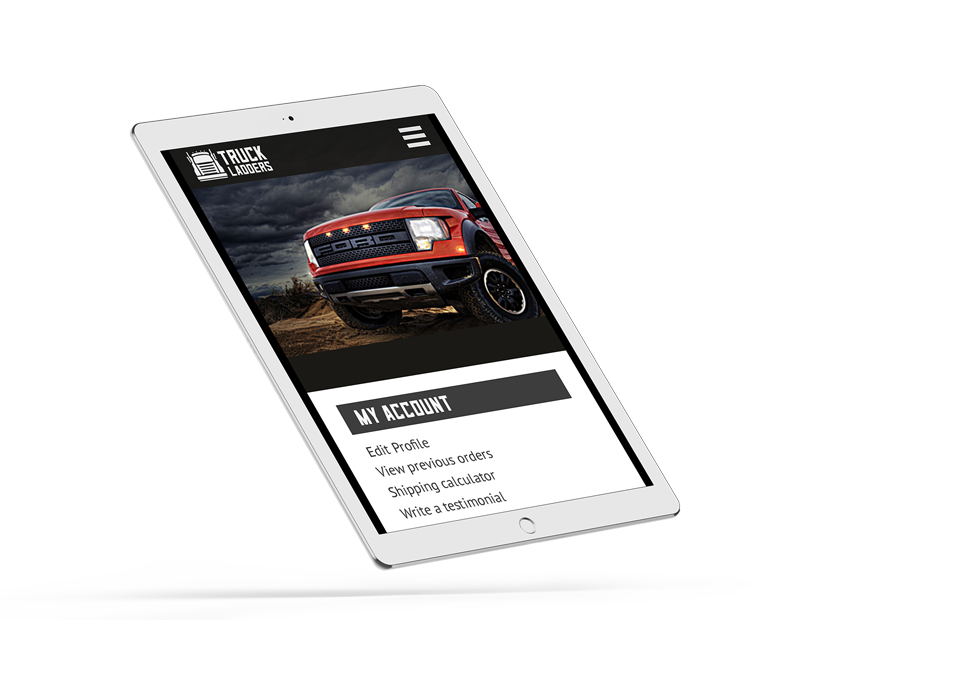 TRUCK
LADDERS
FORD
MY ACCOUNT
Edit Profile
View previous orders
Shipping calculator
Write a testimonial